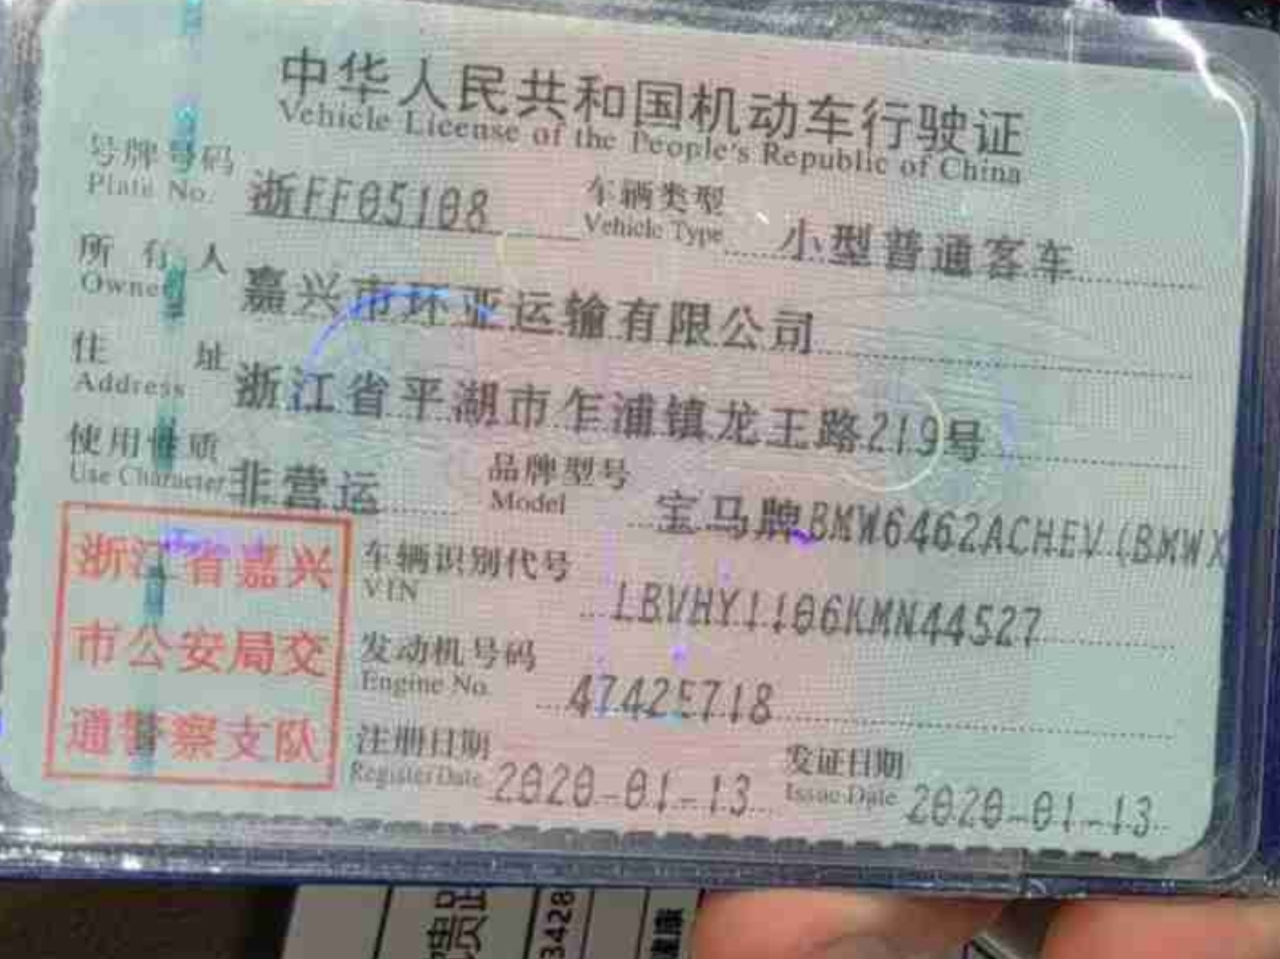 中华人民共和国机动车行驶证
Vehicle License of the People's Republic of China
号牌号码 浙FF05108 车辆类型 小型普通客车
Plate No. Vehicle Type
所有人 嘉兴市环亚运输有限公司
Owner
住址 浙江省平湖市乍浦镇龙王路219号
Address
使用性质 非营运 品牌型号 宝马牌BMW6462ACHEV(BMWX
Use Character Model
浙江省嘉兴
市公安局交
通警察支队
车辆识别代号 LBVHY1106KMN44527
VIN
发动机号码 4742E718
Engine No.
注册日期 2020-01-13 发证日期 2020-01-13
Register Date Issue Date
3428